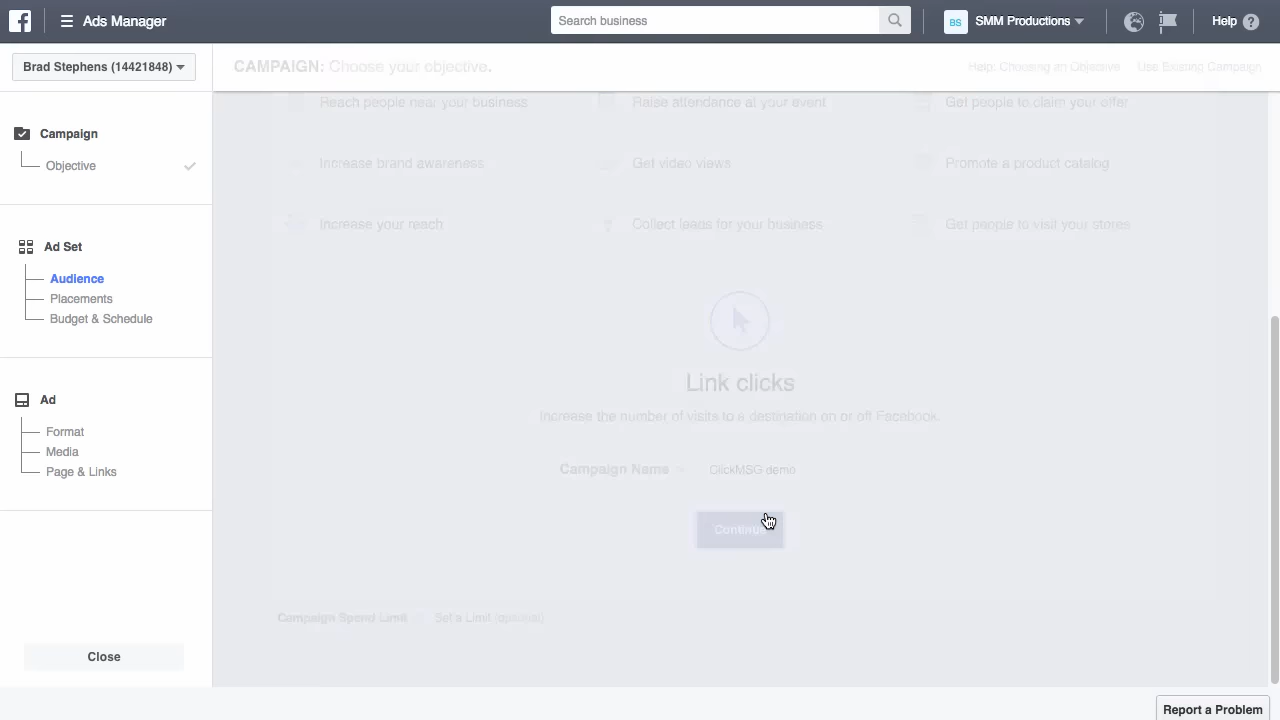 Ads Manager
Search business
BS
SMM Productions
Help ?
Brad Stephens (14421848)
CAMPAIGN: Choose your objective.
Help: Choosing an Objective
Use Existing Campaign
Campaign
Objective
Ad Set
Audience
Placements
Budget & Schedule
Ad
Format
Media
Page & Links
Close
Reach people near your business
Raise attendance at your event
Get people to claim your offer
Increase brand awareness
Get video views
Promote a product catalog
Increase your reach
Collect leads for your business
Get people to visit your stores
Link clicks
Increase the number of visits to a destination on or off Facebook.
Campaign Name
ClickMSG demo
Continue
Campaign Spend Limit
Set a Limit (optional)
Report a Problem